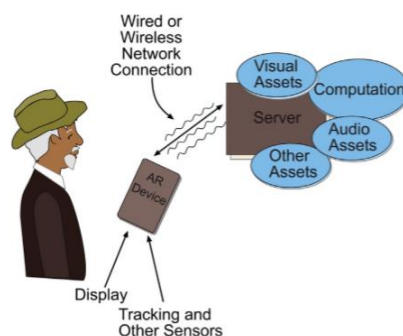 Wired or
Wireless
Network
Connection
Visual
Assets
Computation
Server
Audio
Assets
Other
Assets
AR
Device
Display
Tracking and
Other Sensors